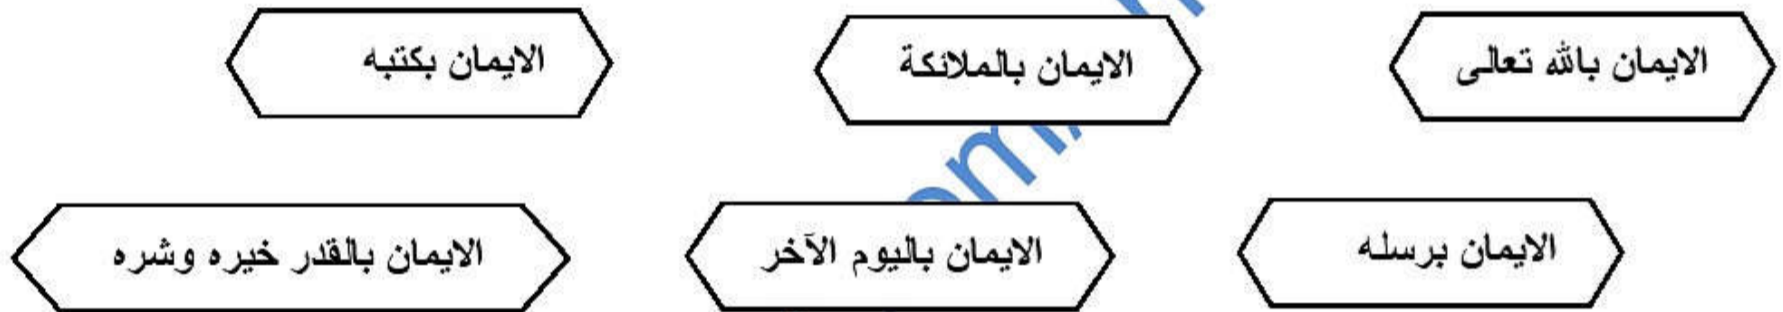 الايمان بالله تعالى
الايمان بالملائكة
الايمان بكتبه
الايمان برسله
الايمان باليوم الآخر
الايمان بالقدر خيره وشره